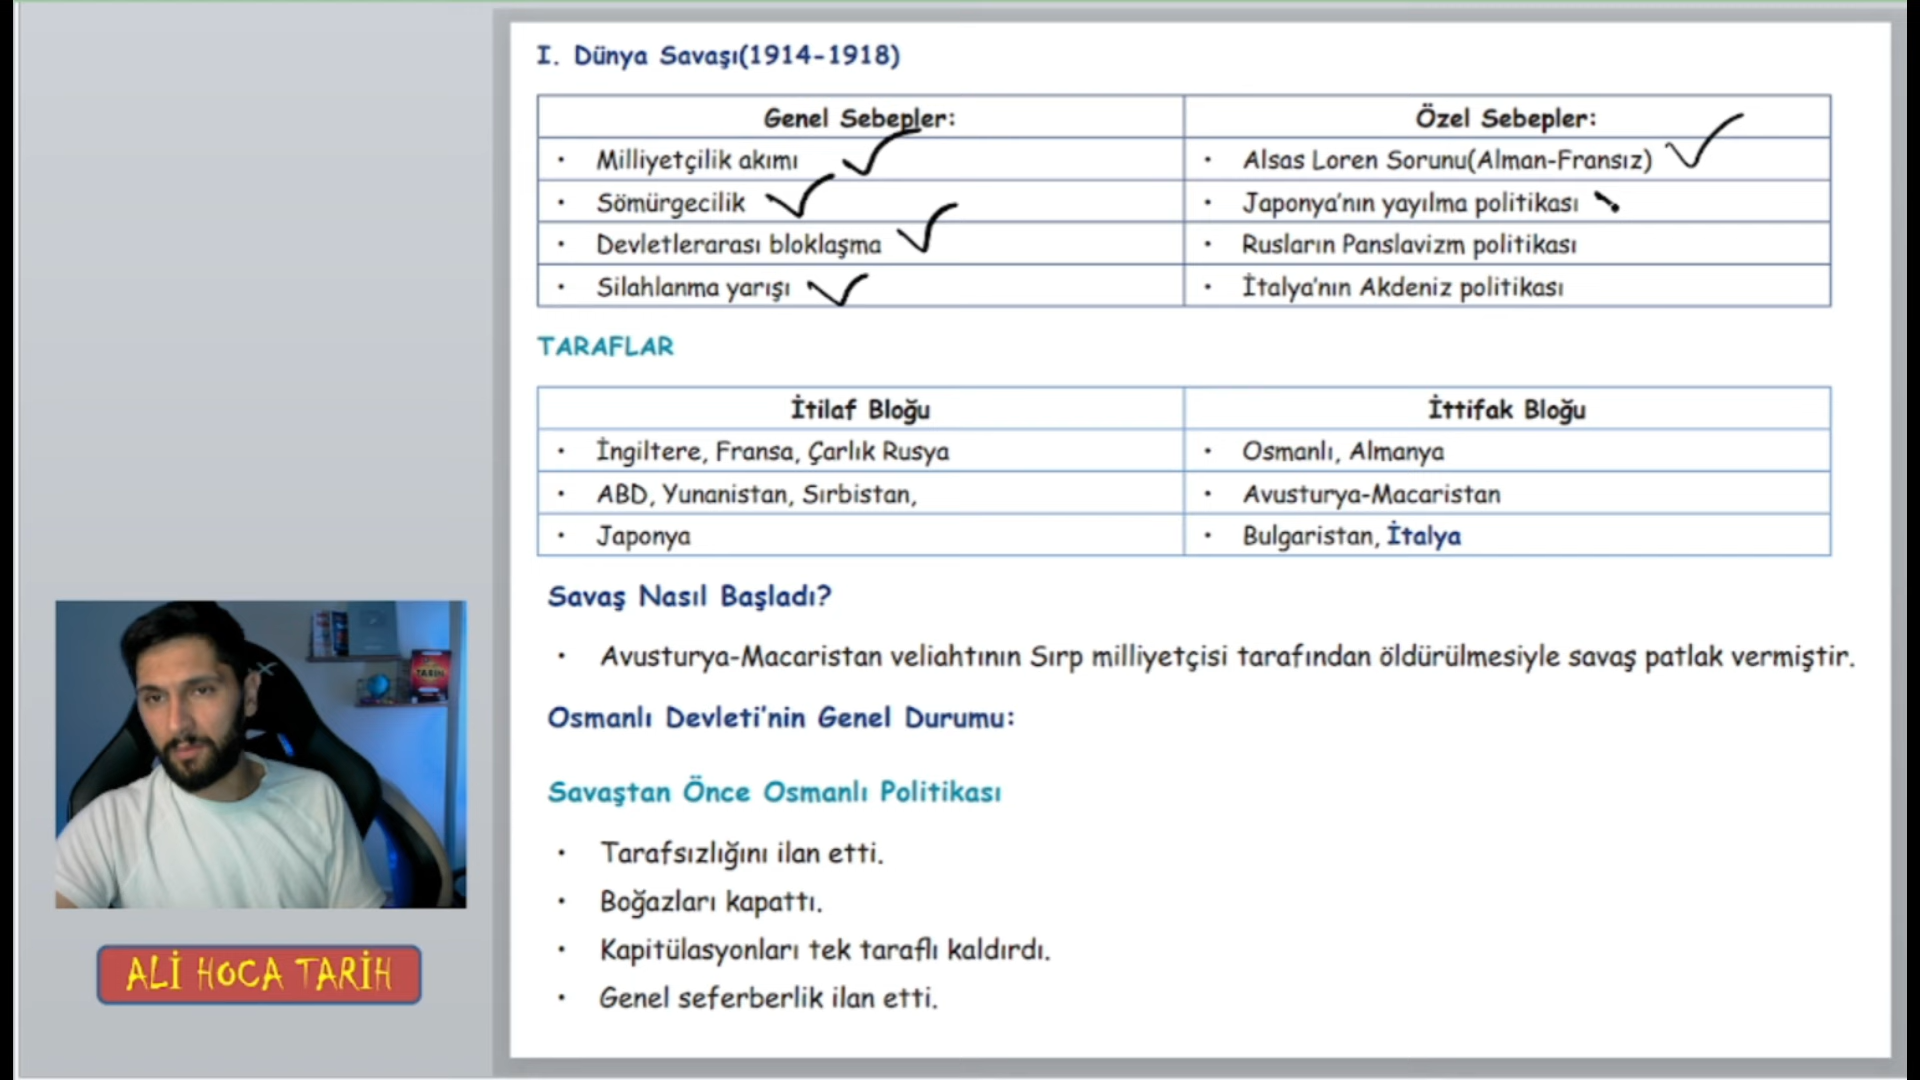 I. Dünya Savaşı(1914-1918)
Genel Sebepler:
Özel Sebepler:
• Milliyetçilik akımı
• Alsas Loren Sorunu(Alman-Fransız)
• Sömürgecilik
• Japonya'nın yayılma politikası
• Devletlerarası bloklaşma
• Rusların Panslavizm politikası
• Silahlanma yarışı
• İtalya'nın Akdeniz politikası
TARAFLAR
İtilaf Bloğu
İttifak Bloğu
• İngiltere, Fransa, Çarlık Rusya
• Osmanlı, Almanya
• ABD, Yunanistan, Sırbistan,
• Avusturya-Macaristan
• Japonya
• Bulgaristan, İtalya
Savaş Nasıl Başladı?
• Avusturya-Macaristan veliahtının Sırp milliyetçisi tarafından öldürülmesiyle savaş patlak vermiştir.
Osmanlı Devleti'nin Genel Durumu:
Savaştan Önce Osmanlı Politikası
• Tarafsızlığını ilan etti.
• Boğazları kapattı.
• Kapitülasyonları tek taraflı kaldırdı.
• Genel seferberlik ilan etti.
TARİH
ALİ HOCA TARİH